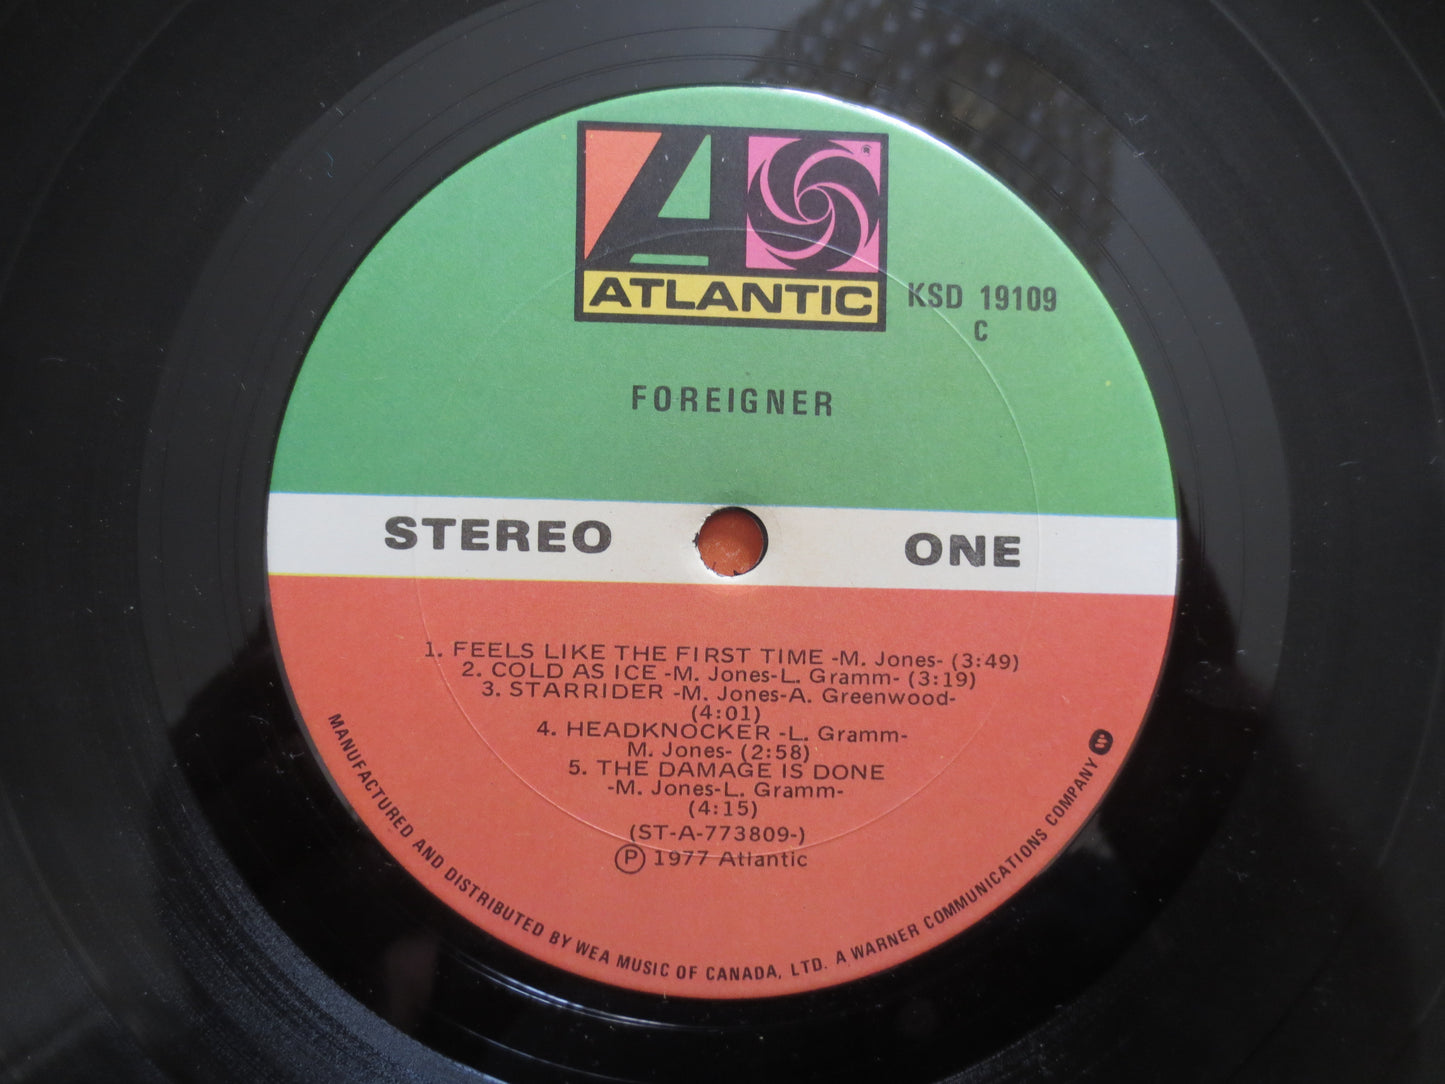 ATLANTIC
KSD 19109
C
FOREIGNER
STEREO
ONE
1. FEELS LIKE THE FIRST TIME -M. Jones- (3:49)
2. COLD AS ICE -M. Jones-L. Gramm- (3:19)
3. STARRIDER -M. Jones-A. Greenwood-
(4:01)
4. HEADKNOCKER -L. Gramm-
M. Jones- (2:58)
5. THE DAMAGE IS DONE
-M. Jones-L. Gramm-
(4:15)
(ST-A-773809-)
Ⓟ 1977 Atlantic
MANUFACTURED AND DISTRIBUTED BY WEA MUSIC OF CANADA, LTD. A WARNER COMMUNICATIONS COMPANY